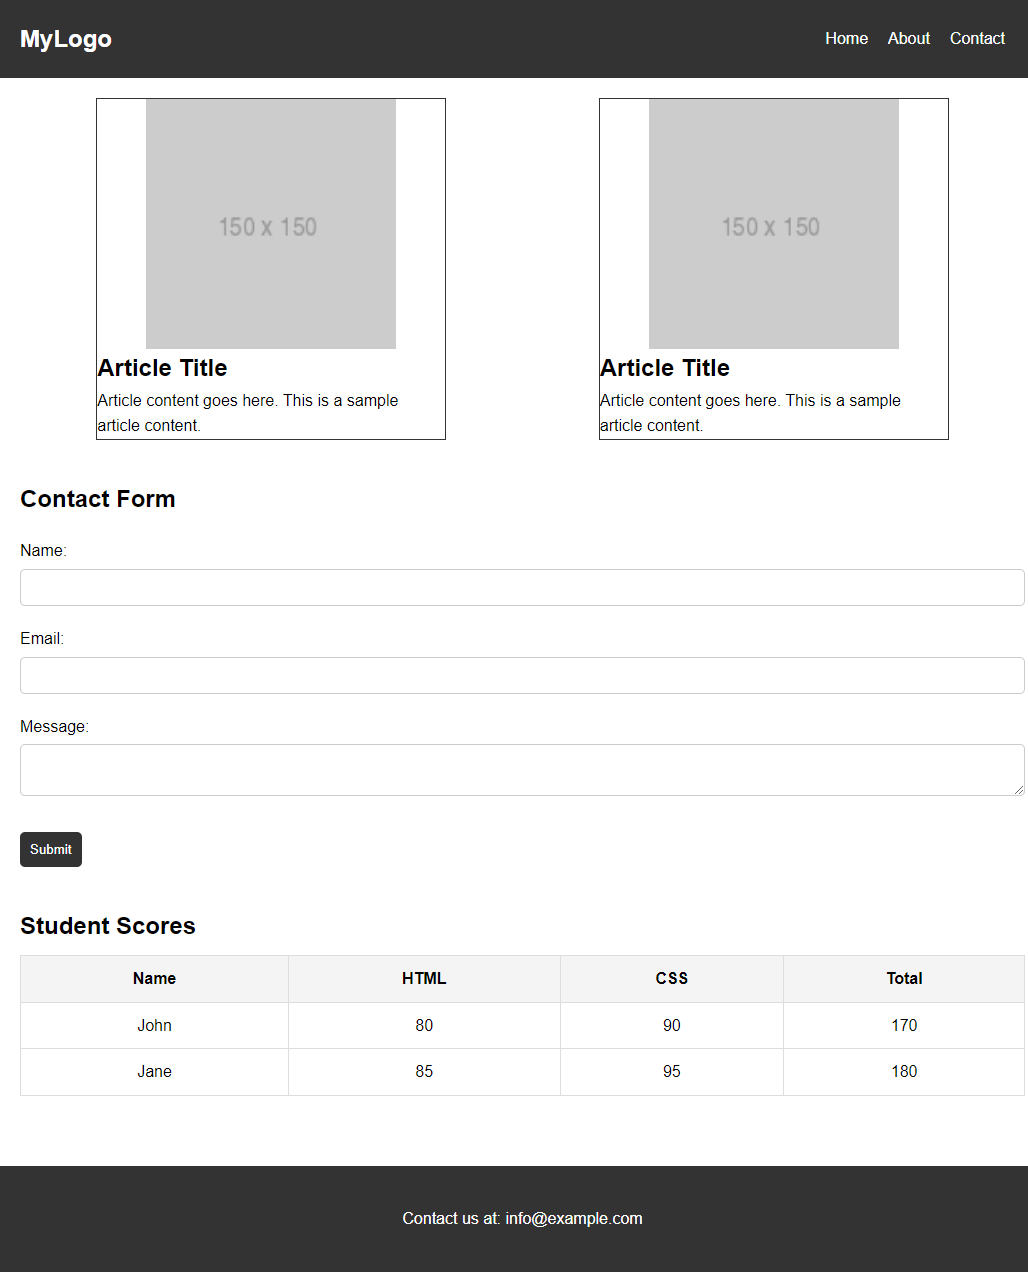 MyLogo
Home About Contact
150 x 150
Article Title
Article content goes here. This is a sample
article content.
150 x 150
Article Title
Article content goes here. This is a sample
article content.
Contact Form
Name:
Email:
Message:
Submit
Student Scores
Name HTML CSS Total
John 80 90 170
Jane 85 95 180
Contact us at: info@example.com